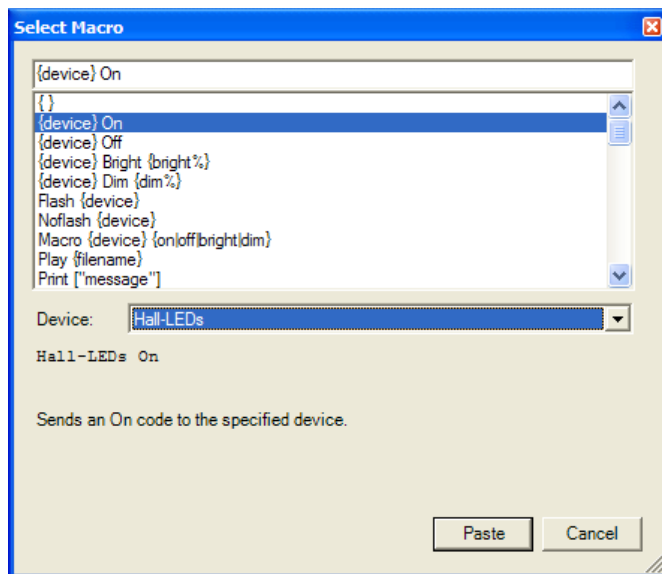 Select Macro
{device} On
{ }
{device} On
{device} Off
{device} Bright {bright%}
{device} Dim {dim%}
Flash {device}
Noflash {device}
Macro {device} {on|off|bright|dim}
Play {filename}
Print ["message"]
Device: Hall-LEDs
Hall-LEDs On
Sends an On code to the specified device.
Paste Cancel